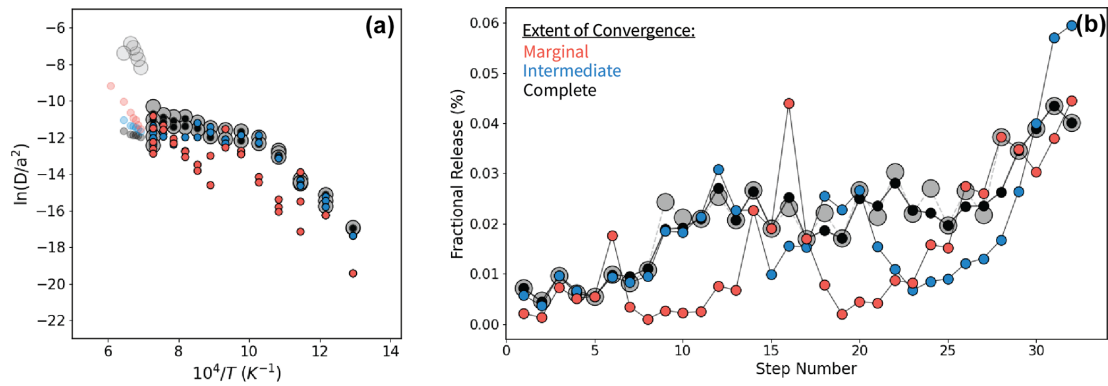 (a)
ln(D/a²)
−6
−8
−10
−12
−14
−16
−18
−20
−22
6
8
10
12
14
10⁴/T (K⁻¹)
(b)
Extent of Convergence:
Marginal
Intermediate
Complete
Fractional Release (%)
0.06
0.05
0.04
0.03
0.02
0.01
0.00
0
5
10
15
20
25
30
Step Number